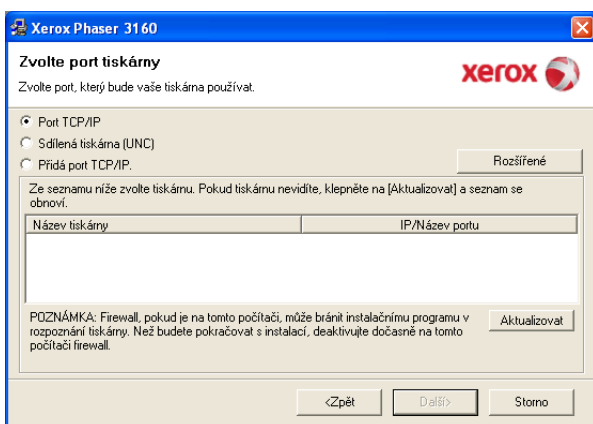 Xerox Phaser 3160
Zvolte port tiskárny
Zvolte port, který bude vaše tiskárna používat.
xerox
Port TCP/IP
Sdílená tiskárna (UNC)
Přidá port TCP/IP.
Rozšířené
Ze seznamu níže zvolte tiskárnu. Pokud tiskárnu nevidíte, klepněte na [Aktualizovat] a seznam se
obnoví.
Název tiskárny IP/Název portu
POZNÁMKA: Firewall, pokud je na tomto počítači, může bránit instalačnímu programu v
rozpoznání tiskárny. Než budete pokračovat s instalací, deaktivujte dočasně na tomto
počítači firewall.
Aktualizovat
<Zpět Další> Storno